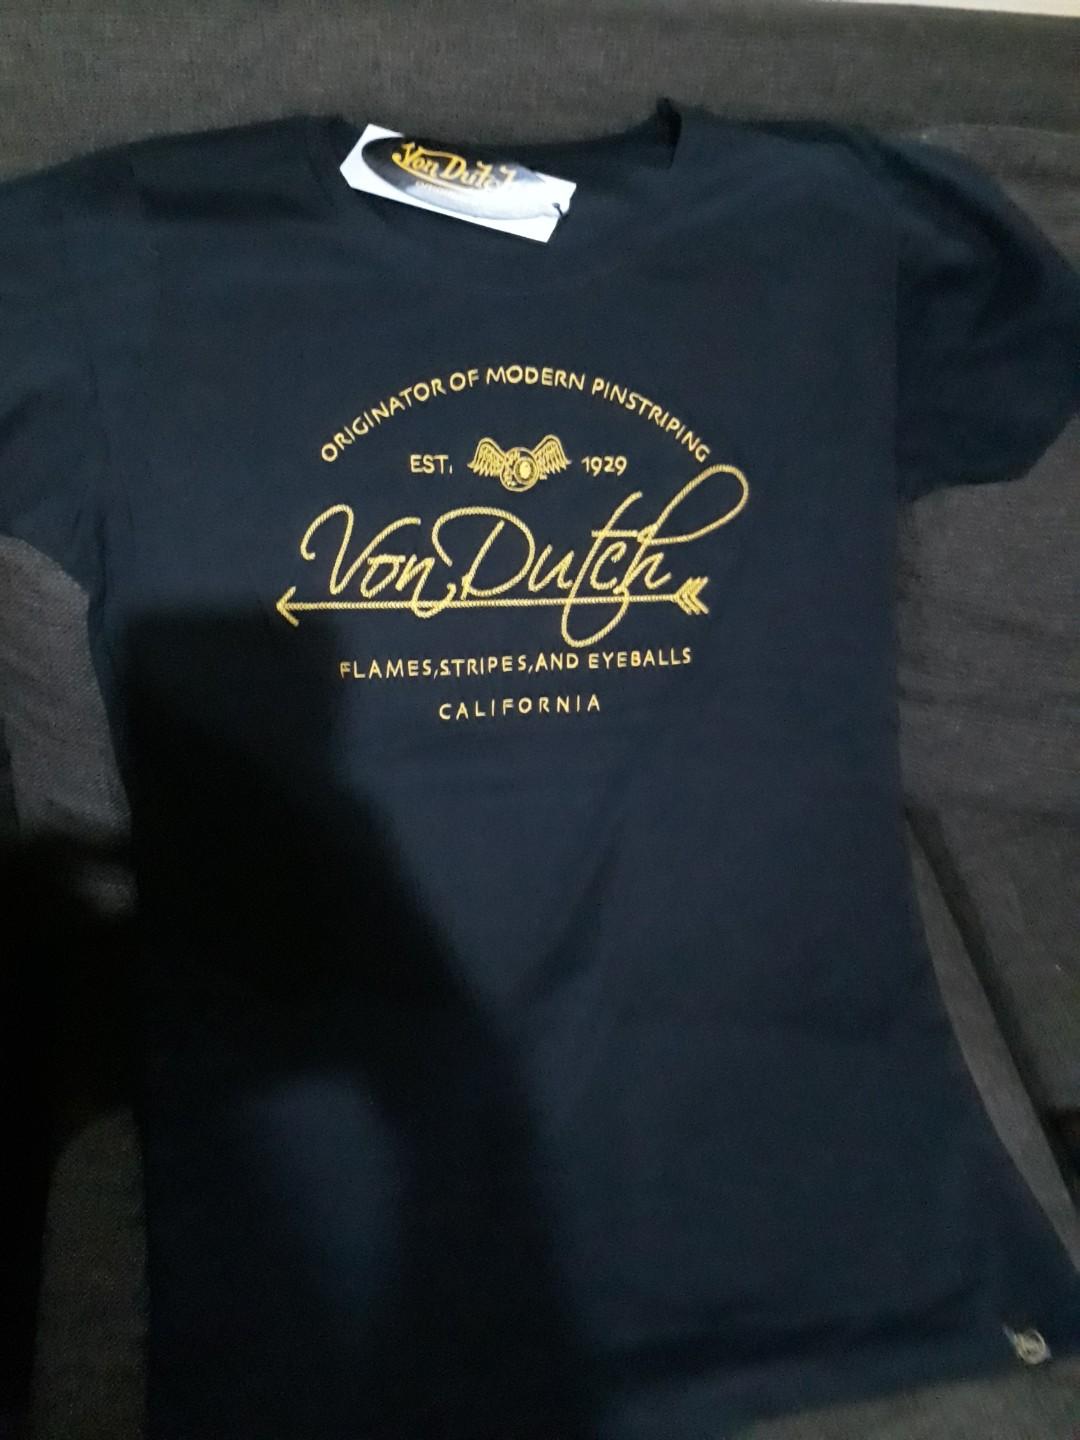 Von Dutch
ORIGINATOR OF MODERN PINSTRIPING
EST. 1929
Von Dutch
FLAMES,STRIPES,AND EYEBALLS
CALIFORNIA